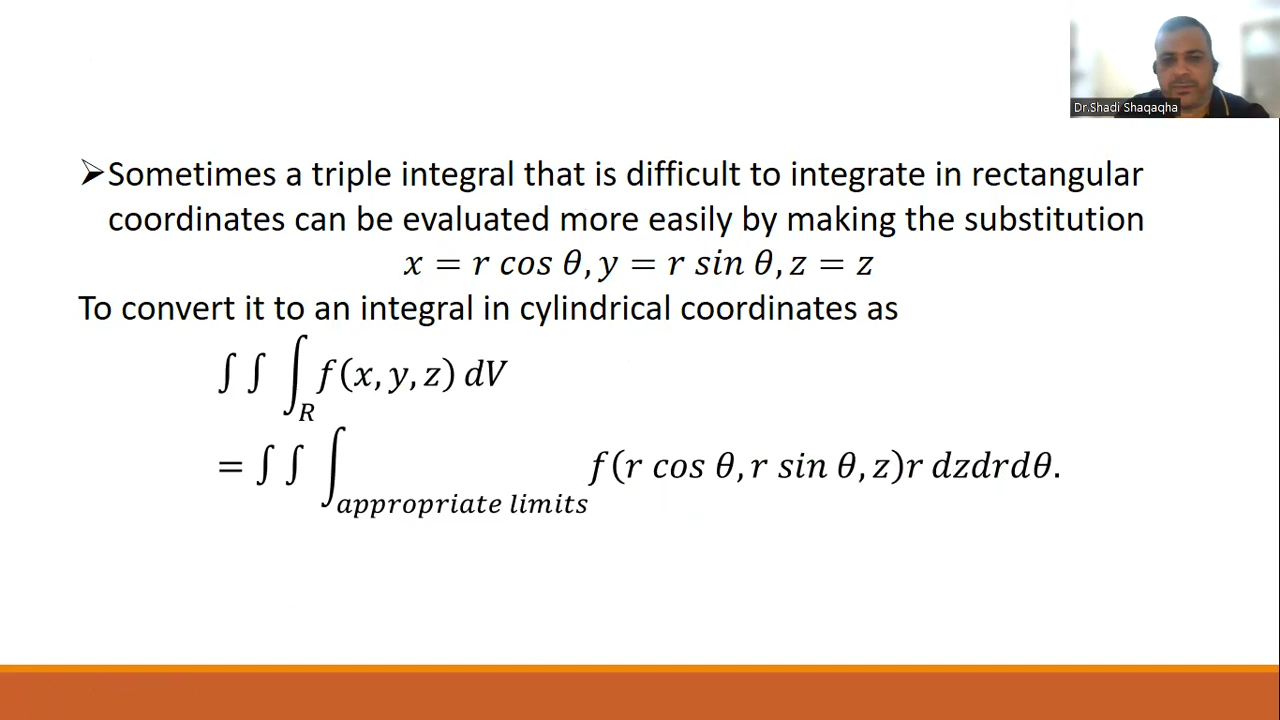 Dr.Shadi Shaqaqha
➢Sometimes a triple integral that is difficult to integrate in rectangular
coordinates can be evaluated more easily by making the substitution
x = r cos θ, y = r sin θ, z = z
To convert it to an integral in cylindrical coordinates as
∫ ∫ ∫_R f(x, y, z) dV
= ∫ ∫ ∫_appropriate limits f(r cos θ, r sin θ, z)r dzdrdθ.